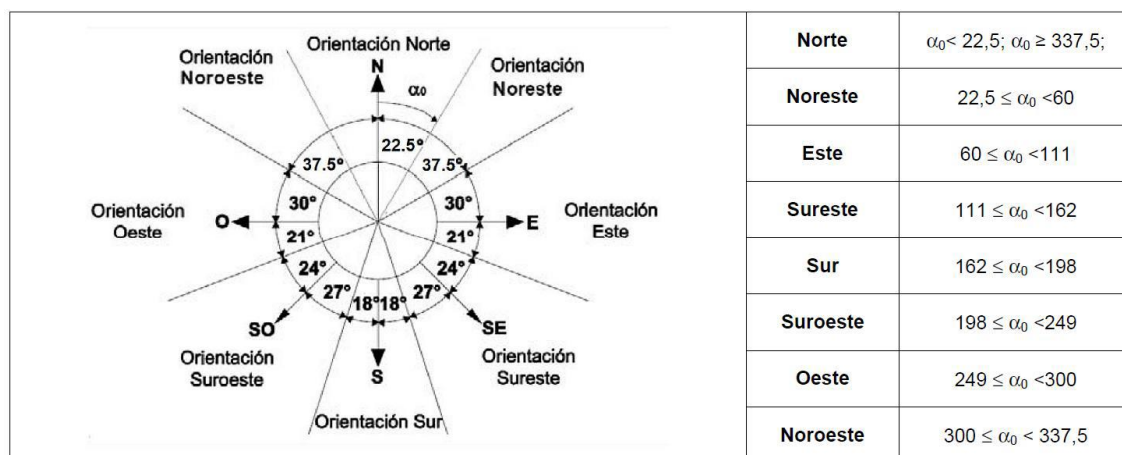 Orientación Norte
N
Orientación
Noroeste
α₀
Orientación
Noreste
22.5°
37.5°
37.5°
30°
30°
Orientación
Oeste
O
E
Orientación
Este
21°
21°
24°
24°
27°
18°
18°
27°
SO
SE
S
Orientación
Suroeste
Orientación
Sureste
Orientación Sur
Norte α₀< 22,5; α₀ ≥ 337,5;
Noreste 22,5 ≤ α₀ <60
Este 60 ≤ α₀ <111
Sureste 111 ≤ α₀ <162
Sur 162 ≤ α₀ <198
Suroeste 198 ≤ α₀ <249
Oeste 249 ≤ α₀ <300
Noroeste 300 ≤ α₀ < 337,5